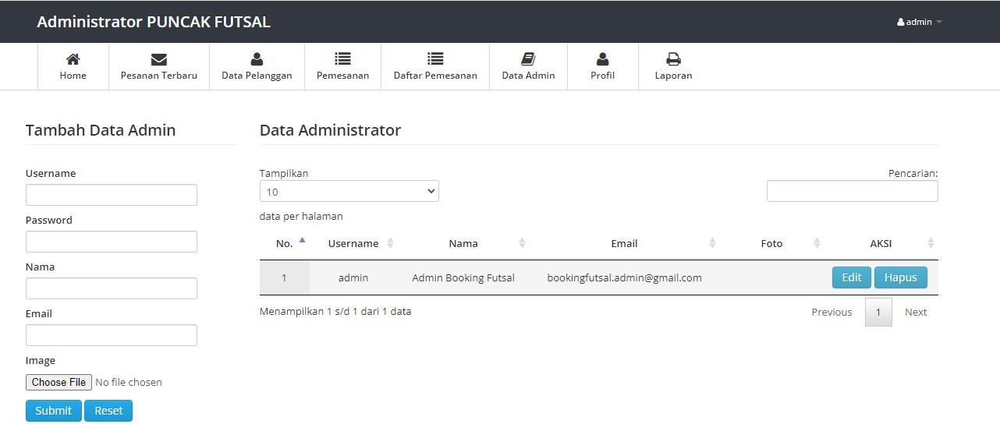 Administrator PUNCAK FUTSAL
admin
Home
Pesanan Terbaru
Data Pelanggan
Pemesanan
Daftar Pemesanan
Data Admin
Profil
Laporan
Tambah Data Admin
Username
Password
Nama
Email
Image
Choose File No file chosen
Submit Reset
Data Administrator
Tampilkan
10
data per halaman
Pencarian:
No. Username Nama Email Foto AKSI
1 admin Admin Booking Futsal bookingfutsal.admin@gmail.com Edit Hapus
Menampilkan 1 s/d 1 dari 1 data
Previous 1 Next